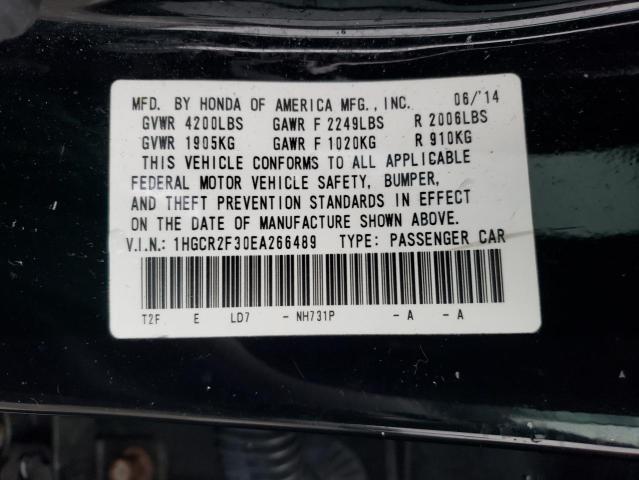 MFD. BY HONDA OF AMERICA MFG., INC. 06/'14
GVWR 4200LBS GAWR F 2249LBS R 2006LBS
GVWR 1905KG GAWR F 1020KG R 910KG
THIS VEHICLE CONFORMS TO ALL APPLICABLE
FEDERAL MOTOR VEHICLE SAFETY, BUMPER,
AND THEFT PREVENTION STANDARDS IN EFFECT
ON THE DATE OF MANUFACTURE SHOWN ABOVE.
V.I.N.: 1HGCR2F30EA266489 TYPE: PASSENGER CAR
T2F E LD7 - NH731P - A - A